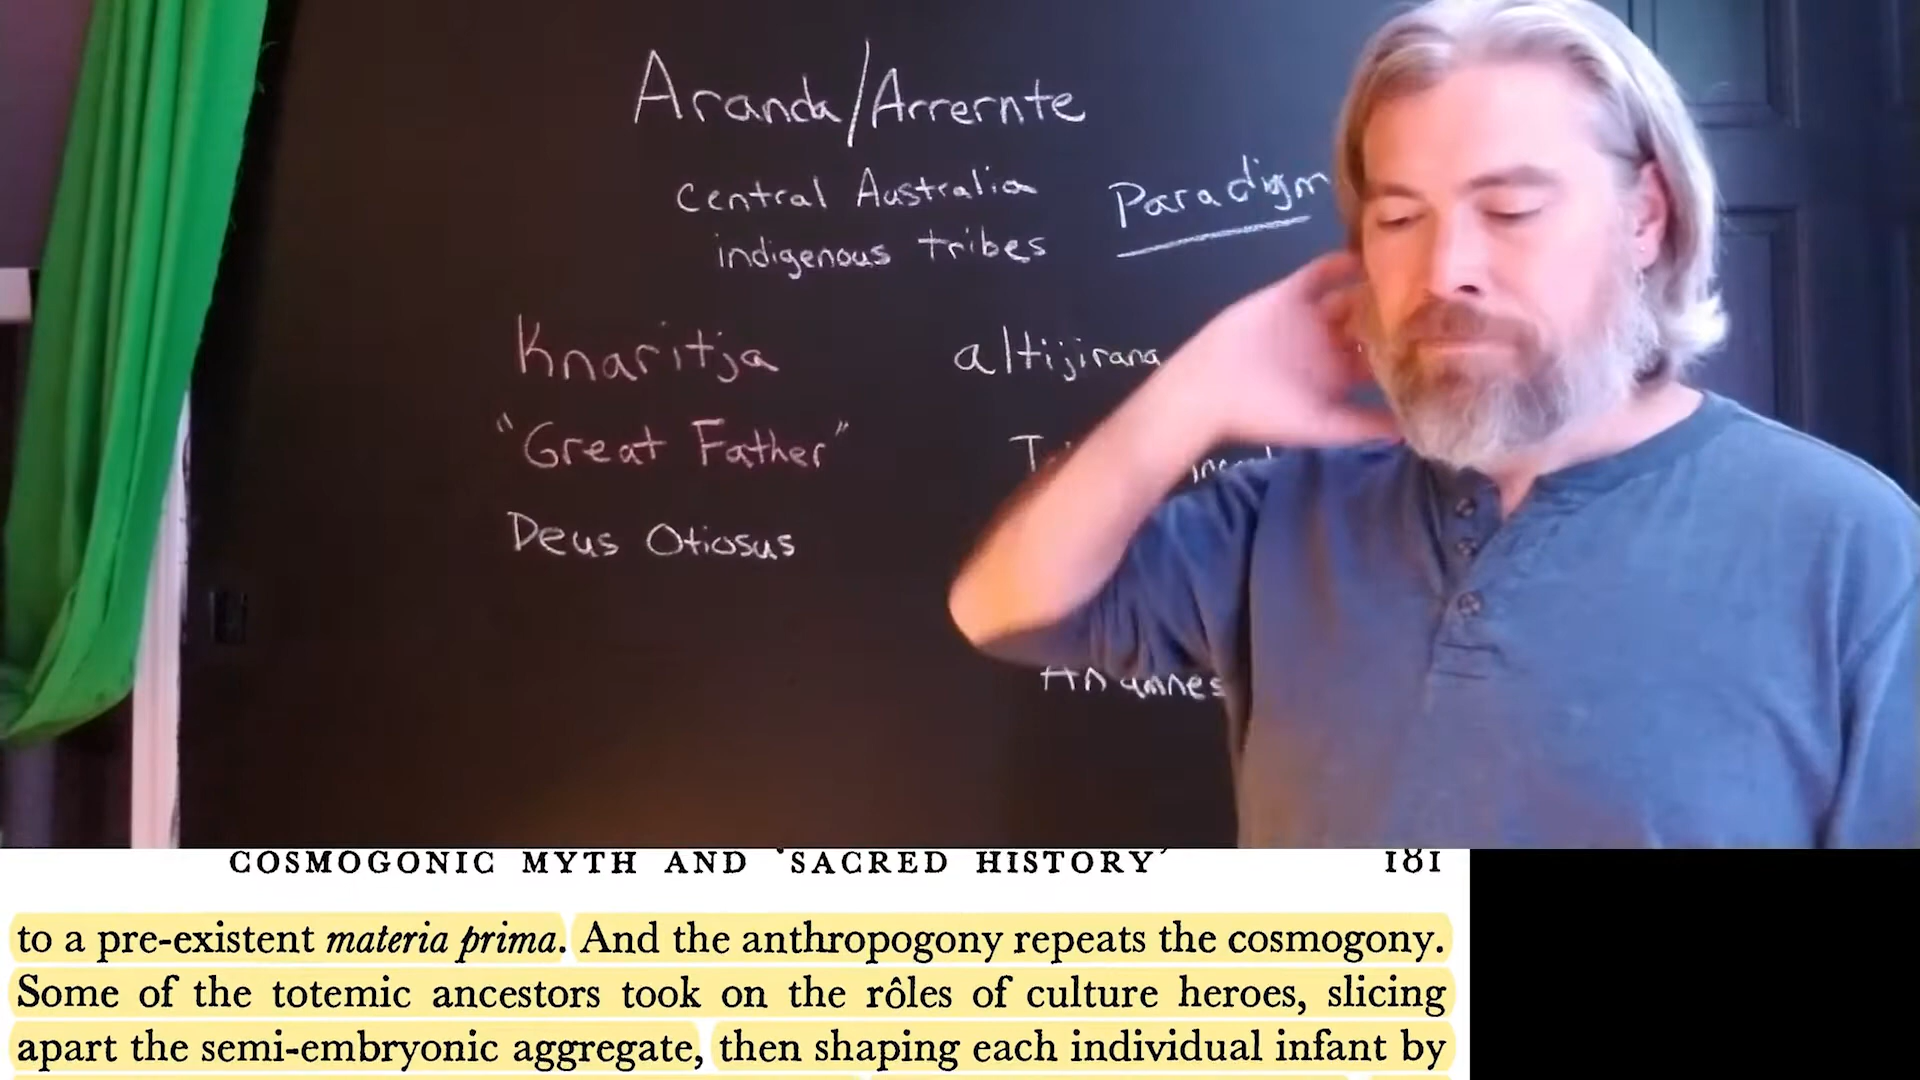 Aranda/Arrernte
Central Australia
indigenous tribes
Paradigm
Knaritja
altijirana
"Great Father"
Deus Otiosus
COSMOGONIC MYTH AND 'SACRED HISTORY' 181
to a pre-existent materia prima. And the anthropogony repeats the cosmogony.
Some of the totemic ancestors took on the rôles of culture heroes, slicing
apart the semi-embryonic aggregate, then shaping each individual infant by